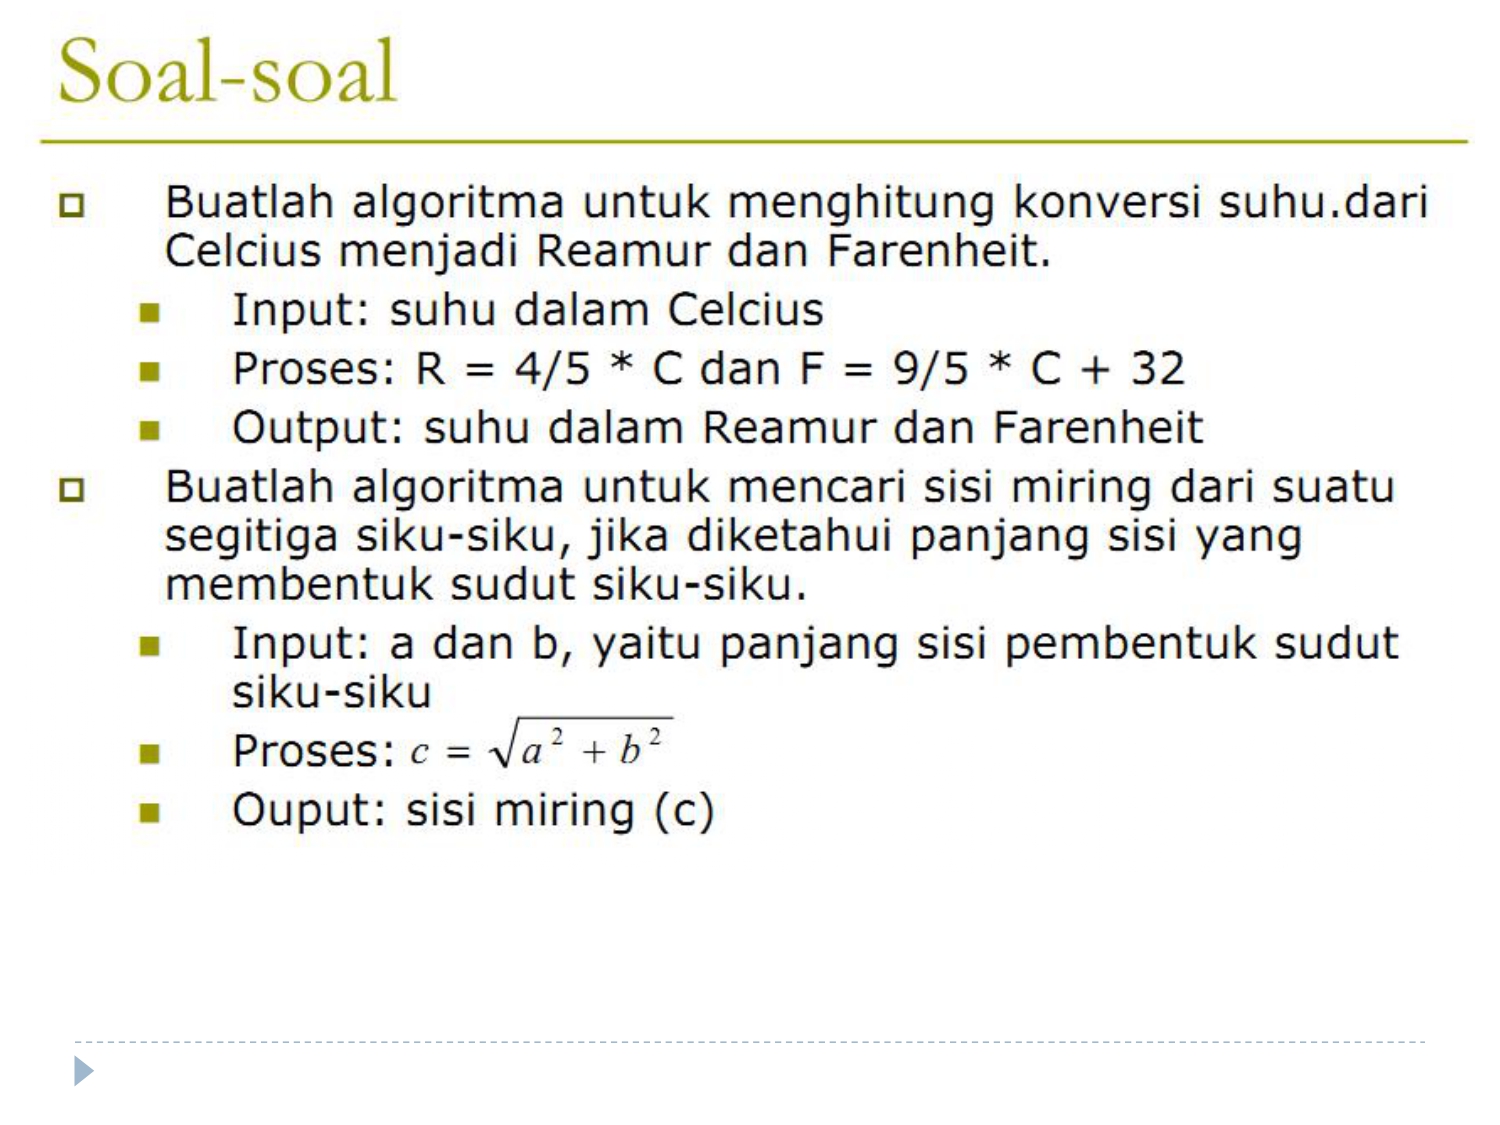 Soal-soal
Buatlah algoritma untuk menghitung konversi suhu.dari
Celcius menjadi Reamur dan Farenheit.
Input: suhu dalam Celcius
Proses: R = 4/5 * C dan F = 9/5 * C + 32
Output: suhu dalam Reamur dan Farenheit
Buatlah algoritma untuk mencari sisi miring dari suatu
segitiga siku-siku, jika diketahui panjang sisi yang
membentuk sudut siku-siku.
Input: a dan b, yaitu panjang sisi pembentuk sudut
siku-siku
Proses: c = √a² + b²
Ouput: sisi miring (c)